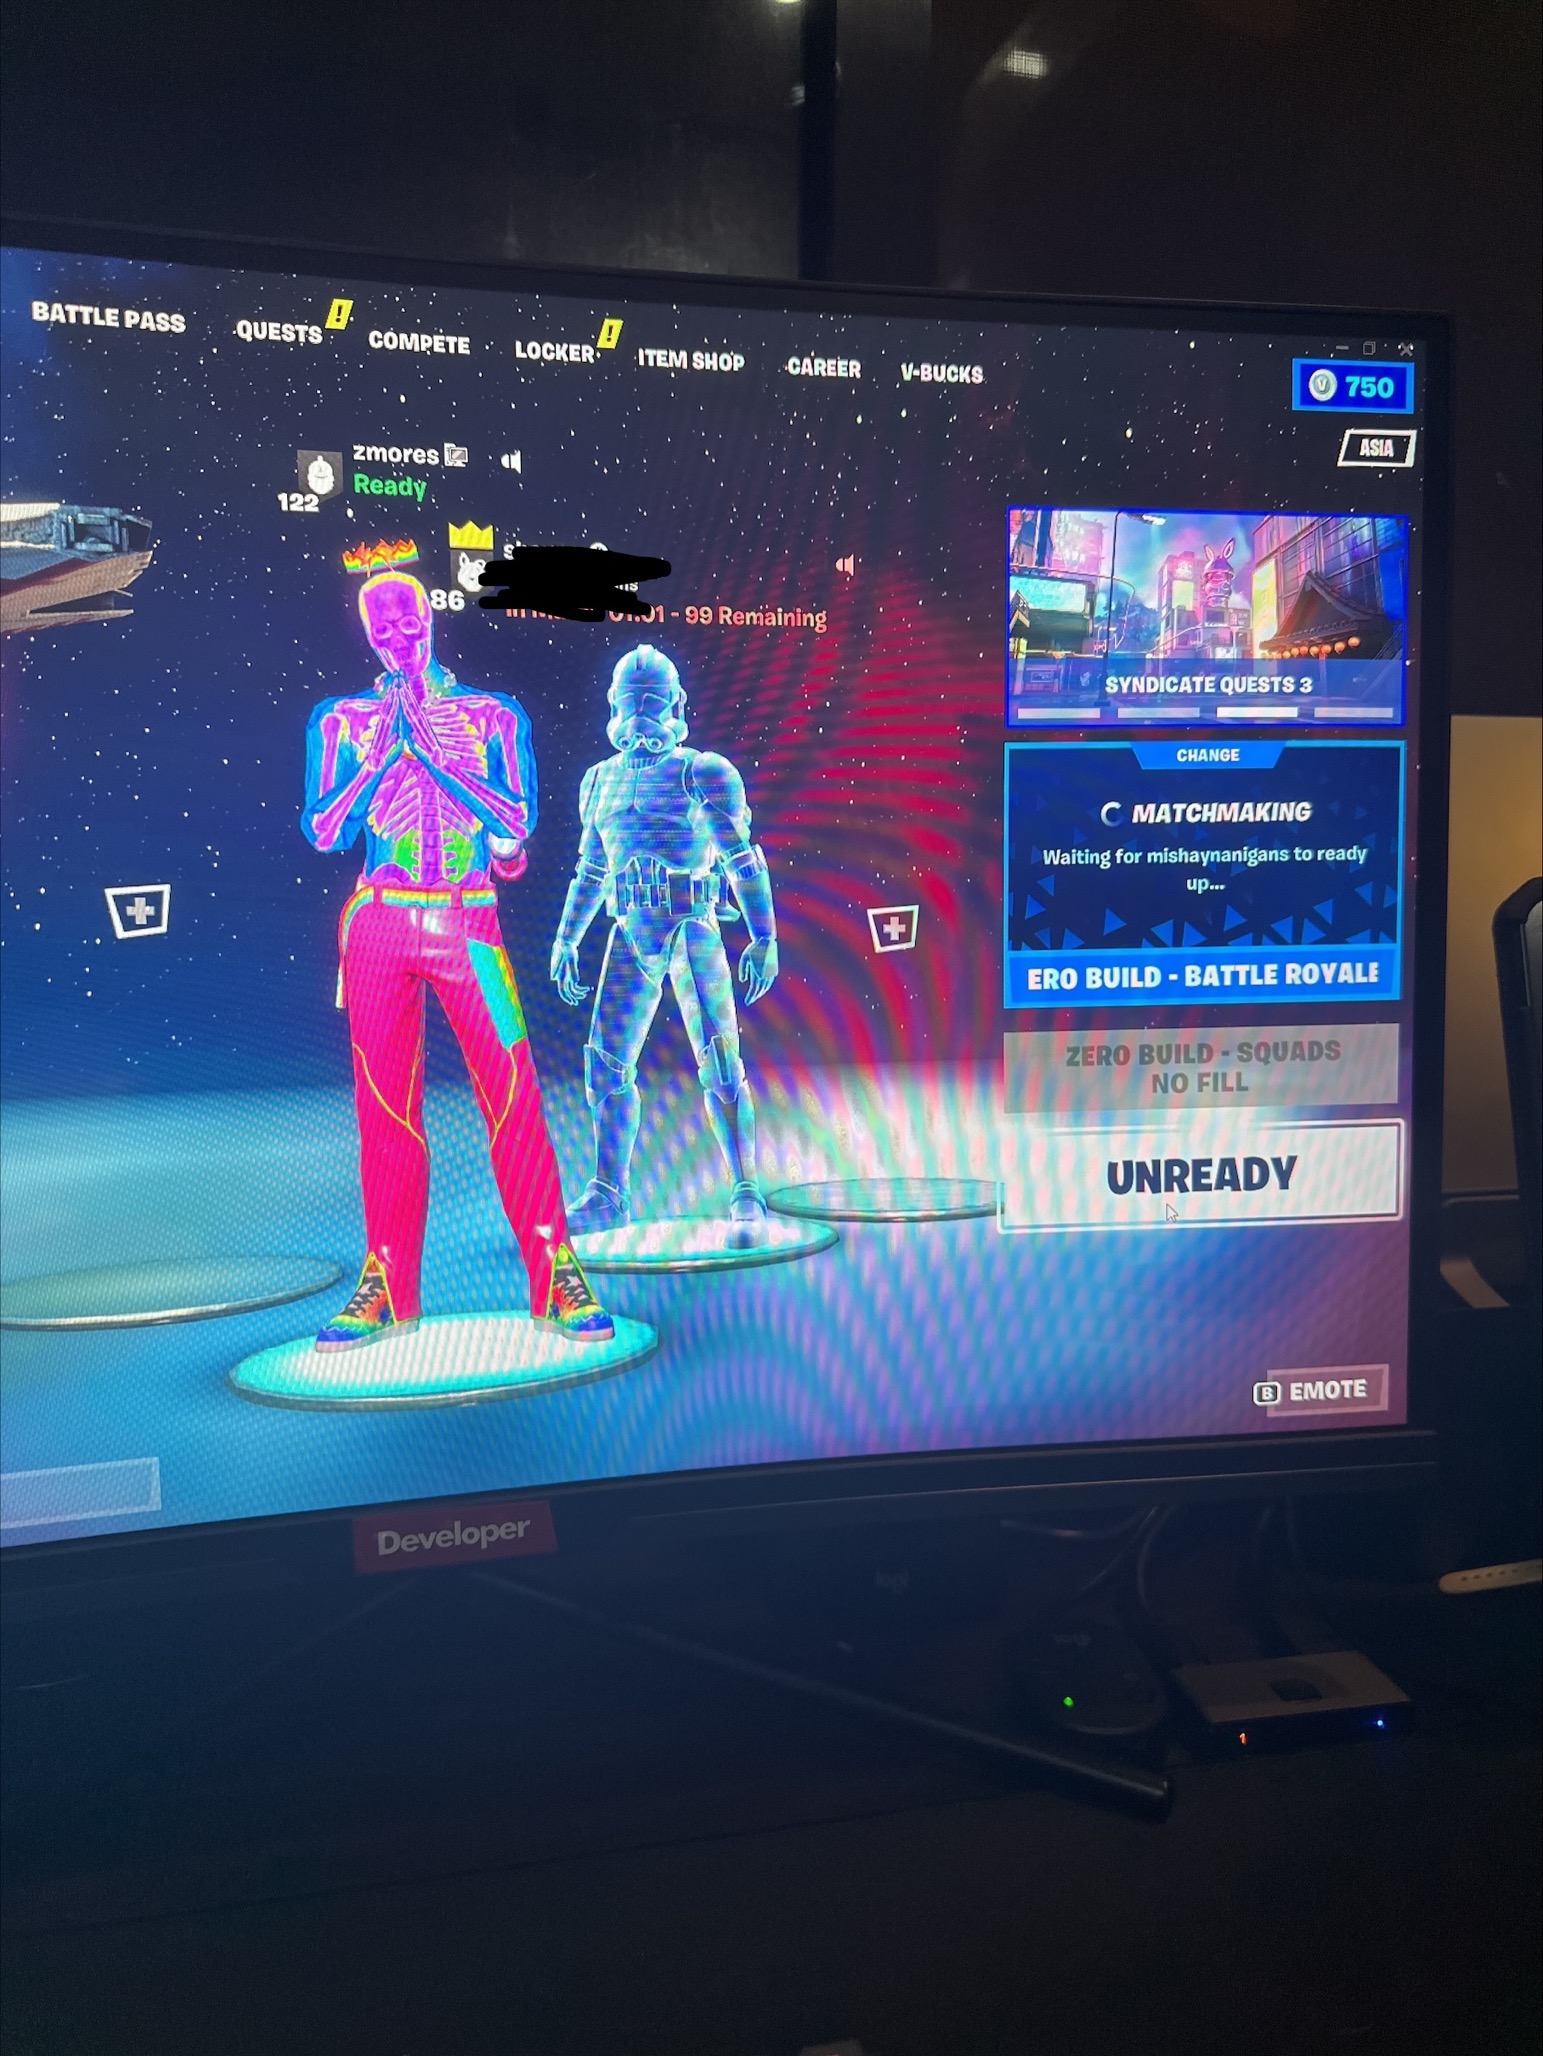 BATTLE PASS
QUESTS
!
COMPETE
LOCKER
!
ITEM SHOP
CAREER
V-BUCKS
V 750
ASIA
zmores
Ready
122
86
- 99 Remaining
SYNDICATE QUESTS 3
CHANGE
MATCHMAKING
Waiting for mishaynanigans to ready
up...
ERO BUILD - BATTLE ROYALE
ZERO BUILD - SQUADS
NO FILL
UNREADY
B EMOTE
Developer
logi
1